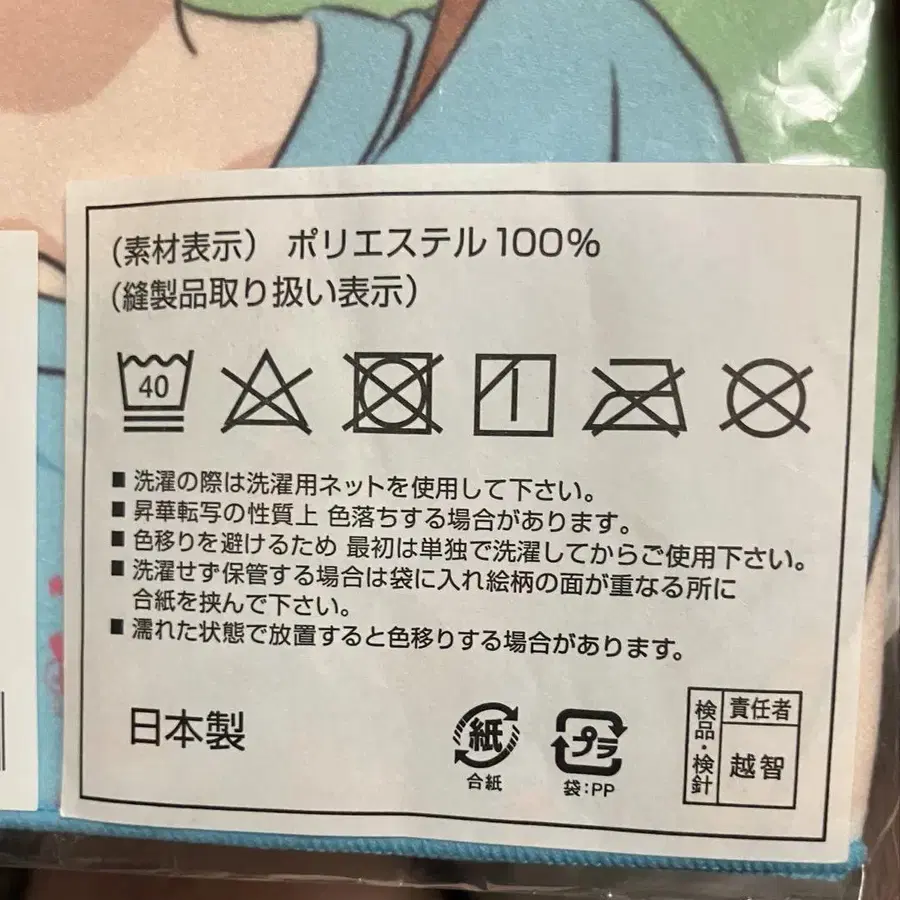 (素材表示) ポリエステル100%
(縫製品取り扱い表示)
40
■ 洗濯の際は洗濯用ネットを使用して下さい。
■ 昇華転写の性質上 色落ちする場合があります。
■ 色移りを避けるため 最初は単独で洗濯してからご使用下さい。
■ 洗濯せず保管する場合は袋に入れ絵柄の面が重なる所に
合紙を挟んで下さい。
■ 濡れた状態で放置すると色移りする場合があります。
日本製
紙
合紙
プラ
袋:PP
検品・検針
責任者
越智